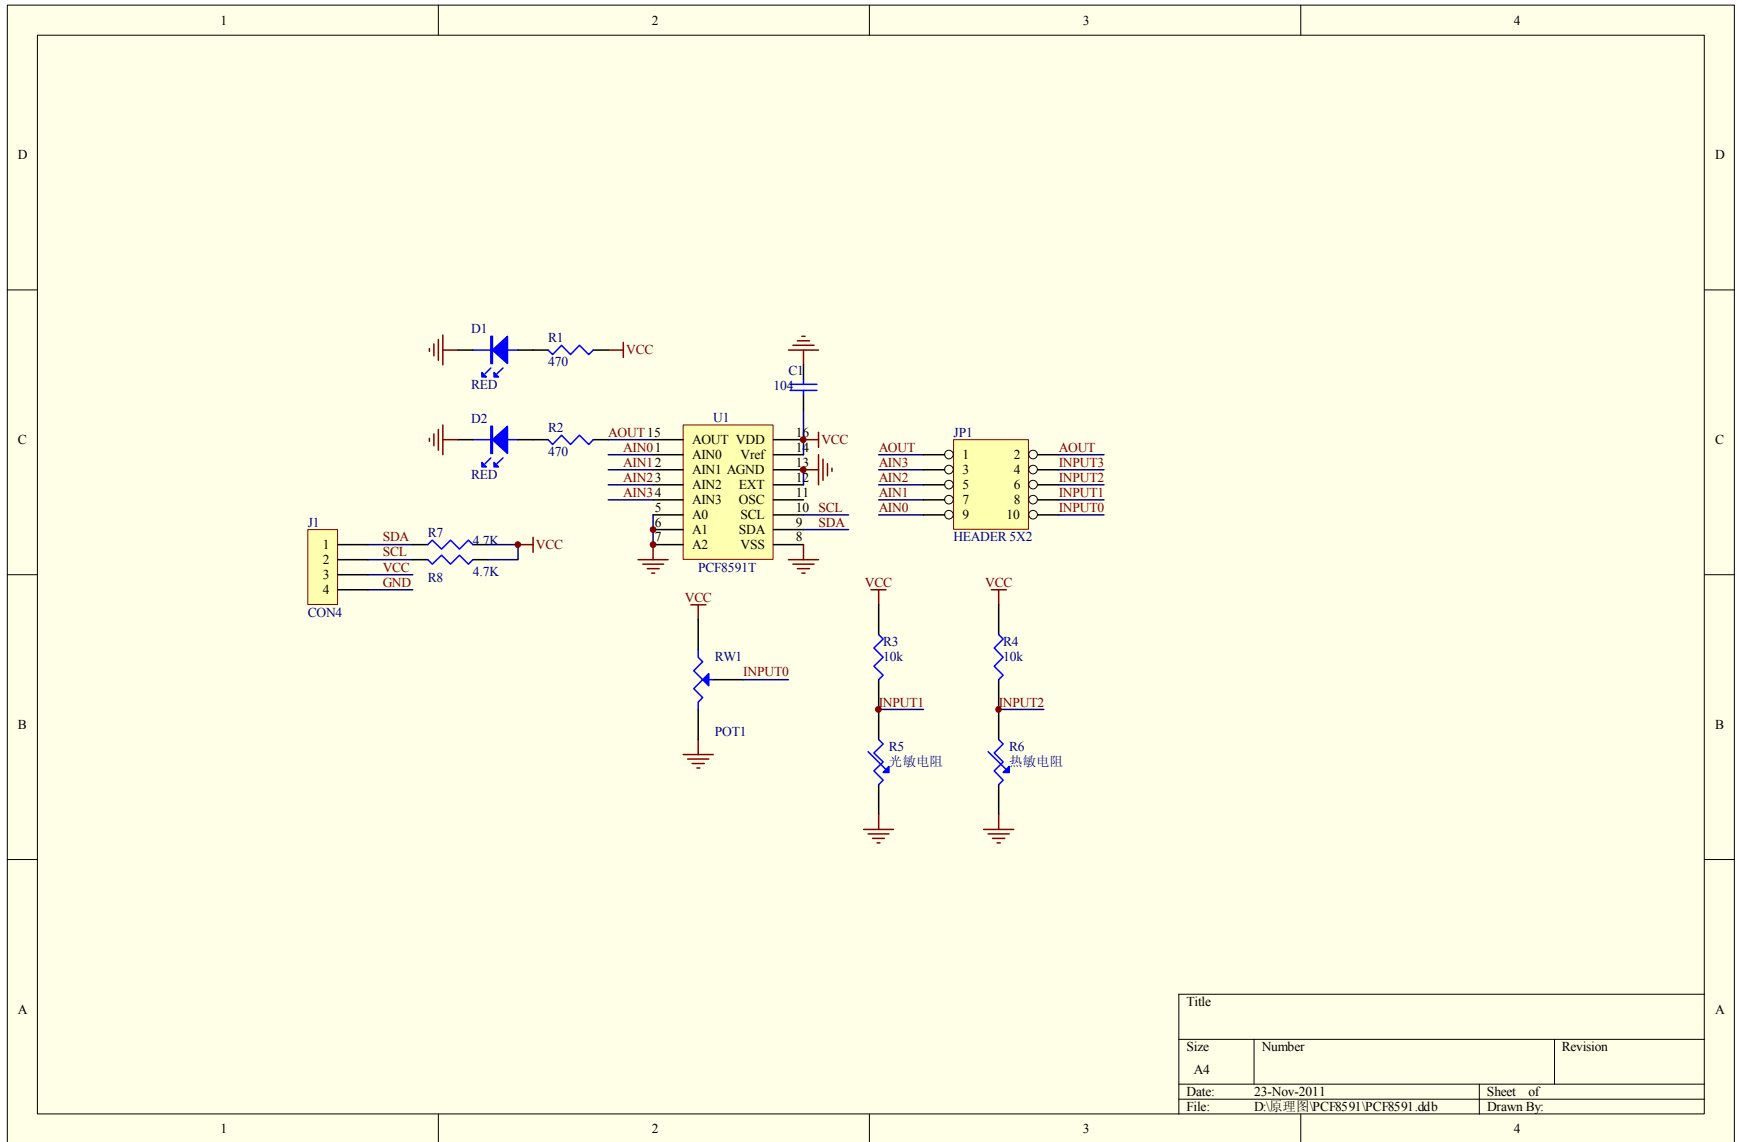 1 2 3 4
D D
D1
R1
VCC
470
RED
C1
104
D2
R2
470
RED
C C
U1
AOUT 15 AOUT VDD 16 VCC
AIN0 1 AIN0 Vref 14
AIN1 2 AIN1 AGND 13
AIN2 3 AIN2 EXT 12
AIN3 4 AIN3 OSC 11
5 A0 SCL 10 SCL
6 A1 SDA 9 SDA
7 A2 VSS 8
PCF8591T
JP1
AOUT 1 2 AOUT
AIN3 3 4 INPUT3
AIN2 5 6 INPUT2
AIN1 7 8 INPUT1
AIN0 9 10 INPUT0
HEADER 5X2
J1
1 SDA R7 4.7K VCC
2 SCL
3 VCC R8 4.7K
4 GND
CON4
VCC
RW1
INPUT0
POT1
VCC
R3
10k
INPUT1
R5
光敏电阻
VCC
R4
10k
INPUT2
R6
热敏电阻
B B
A A
Title
Size Number Revision
A4
Date: 23-Nov-2011 Sheet of
File: D:\原理图\PCF8591\PCF8591.ddb Drawn By:
1 2 3 4